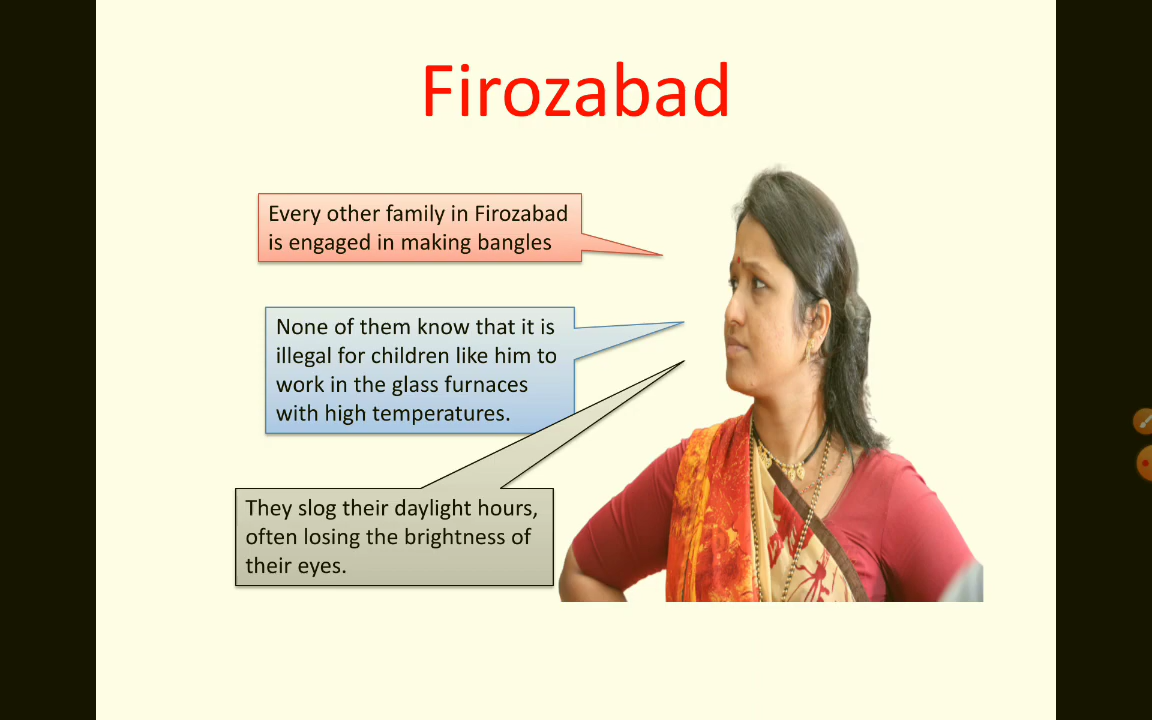 Firozabad
Every other family in Firozabad
is engaged in making bangles
None of them know that it is
illegal for children like him to
work in the glass furnaces
with high temperatures.
They slog their daylight hours,
often losing the brightness of
their eyes.